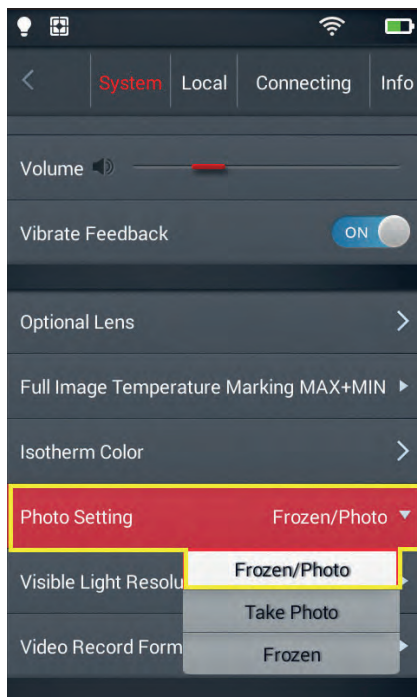 System Local Connecting Info
Volume
Vibrate Feedback ON
Optional Lens
Full Image Temperature Marking MAX+MIN
Isotherm Color
Photo Setting Frozen/Photo
Frozen/Photo
Visible Light Resolu
Take Photo
Video Record Form
Frozen